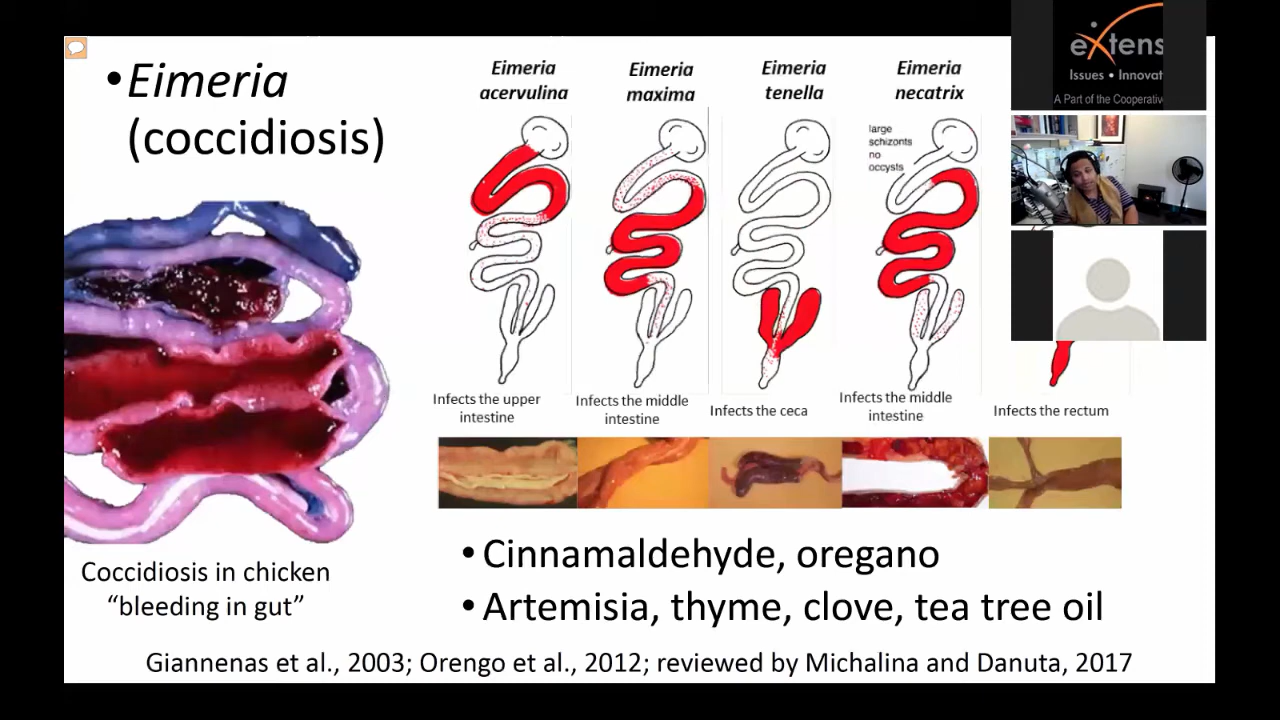 •Eimeria
(coccidiosis)
Eimeria
acervulina
Eimeria
maxima
Eimeria
tenella
Eimeria
necatrix
large
schizonts
no
occysts
Infects the upper
intestine
Infects the middle
intestine
Infects the ceca
Infects the middle
intestine
Infects the rectum
• Cinnamaldehyde, oregano
• Artemisia, thyme, clove, tea tree oil
Coccidiosis in chicken
“bleeding in gut”
Giannenas et al., 2003; Orengo et al., 2012; reviewed by Michalina and Danuta, 2017
eXtens
Issues • Innovat
A Part of the Cooperativ